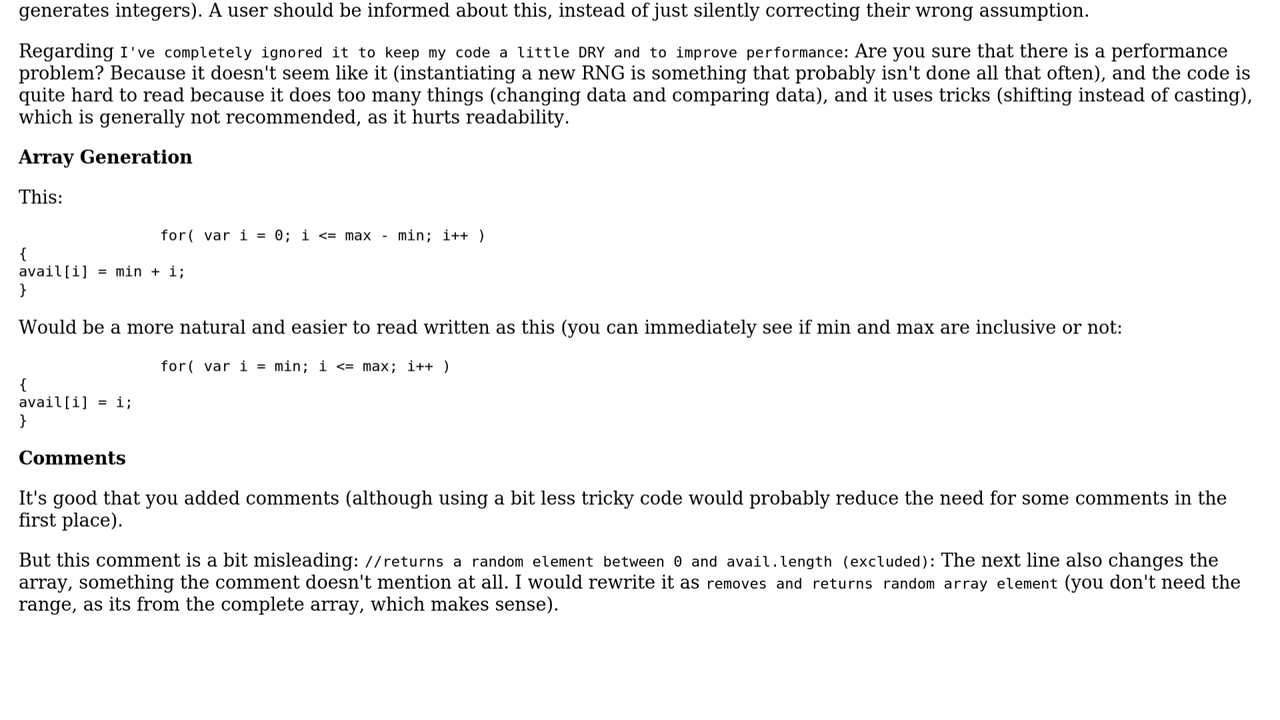 generates integers). A user should be informed about this, instead of just silently correcting their wrong assumption.
Regarding I've completely ignored it to keep my code a little DRY and to improve performance: Are you sure that there is a performance
problem? Because it doesn't seem like it (instantiating a new RNG is something that probably isn't done all that often), and the code is
quite hard to read because it does too many things (changing data and comparing data), and it uses tricks (shifting instead of casting),
which is generally not recommended, as it hurts readability.
Array Generation
This:
for( var i = 0; i <= max - min; i++ )
{
avail[i] = min + i;
}
Would be a more natural and easier to read written as this (you can immediately see if min and max are inclusive or not:
for( var i = min; i <= max; i++ )
{
avail[i] = i;
}
Comments
It's good that you added comments (although using a bit less tricky code would probably reduce the need for some comments in the
first place).
But this comment is a bit misleading: //returns a random element between 0 and avail.length (excluded): The next line also changes the
array, something the comment doesn't mention at all. I would rewrite it as removes and returns random array element (you don't need the
range, as its from the complete array, which makes sense).